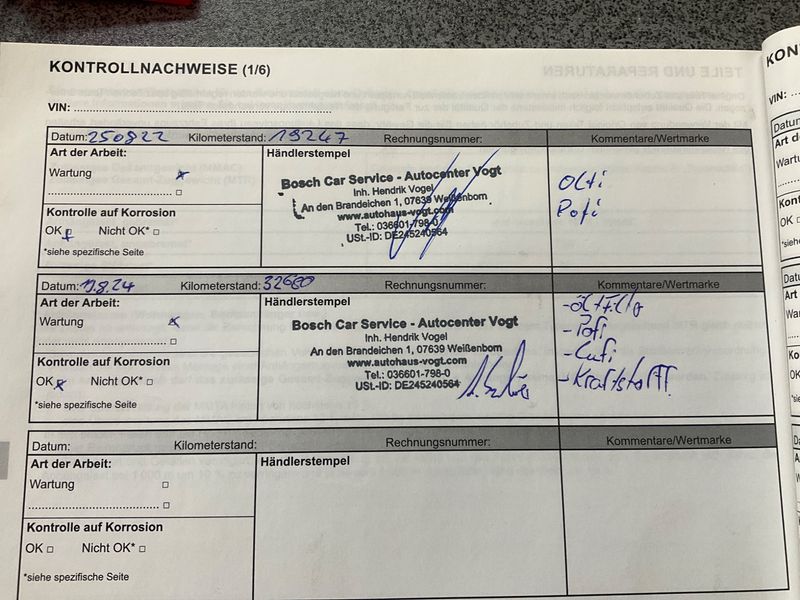 KONTROLLNACHWEISE (1/6)
VIN:
Datum: 250822 Kilometerstand: 19247 Rechnungsnummer: Kommentare/Wertmarke
Art der Arbeit: Händlerstempel
Wartung x
Bosch Car Service - Autocenter Vogt
Inh. Hendrik Vogel
An den Brandeichen 1, 07639 Weißenborn
www.autohaus-vogt.com
Tel.: 036601-798-0
USt.-ID: DE245240564
Ölfi
Pofi
Kontrolle auf Korrosion
OK x Nicht OK* □
*siehe spezifische Seite
Datum: 1.8.24 Kilometerstand: 32660 Rechnungsnummer: Kommentare/Wertmarke
Art der Arbeit: Händlerstempel
Wartung x
Bosch Car Service - Autocenter Vogt
Inh. Hendrik Vogel
An den Brandeichen 1, 07639 Weißenborn
www.autohaus-vogt.com
Tel.: 036601-798-0
USt.-ID: DE245240564
- Pofi
- Lufi
- Kraftstoff
Kontrolle auf Korrosion
OK x Nicht OK* □
*siehe spezifische Seite
Datum: Kilometerstand: Rechnungsnummer: Kommentare/Wertmarke
Art der Arbeit: Händlerstempel
Wartung □
Kontrolle auf Korrosion
OK □ Nicht OK* □
*siehe spezifische Seite
VIN: